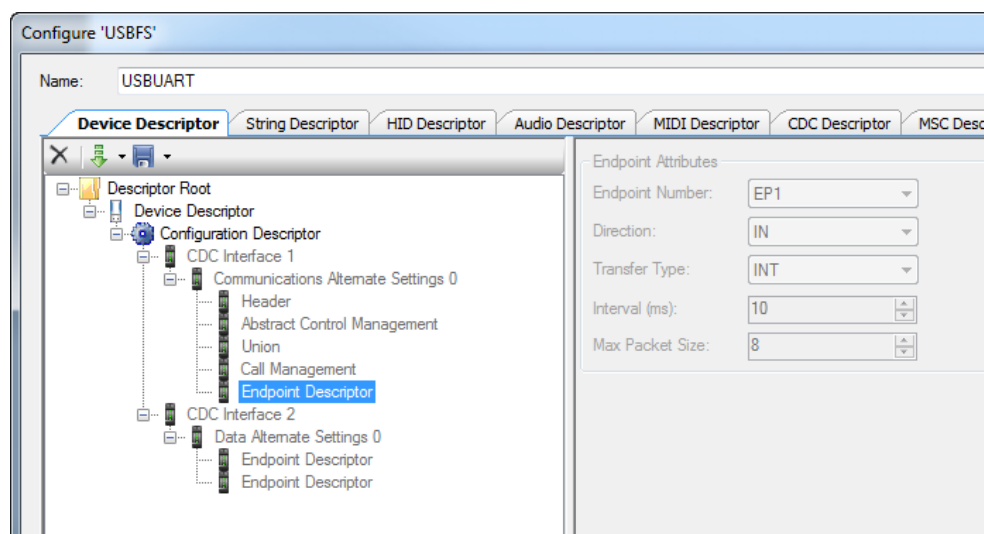 Configure 'USBFS'
Name: USBUART
Device Descriptor String Descriptor HID Descriptor Audio Descriptor MIDI Descriptor CDC Descriptor MSC Desc
Descriptor Root
Device Descriptor
Configuration Descriptor
CDC Interface 1
Communications Alternate Settings 0
Header
Abstract Control Management
Union
Call Management
Endpoint Descriptor
CDC Interface 2
Data Alternate Settings 0
Endpoint Descriptor
Endpoint Descriptor
Endpoint Attributes
Endpoint Number: EP1
Direction: IN
Transfer Type: INT
Interval (ms): 10
Max Packet Size: 8